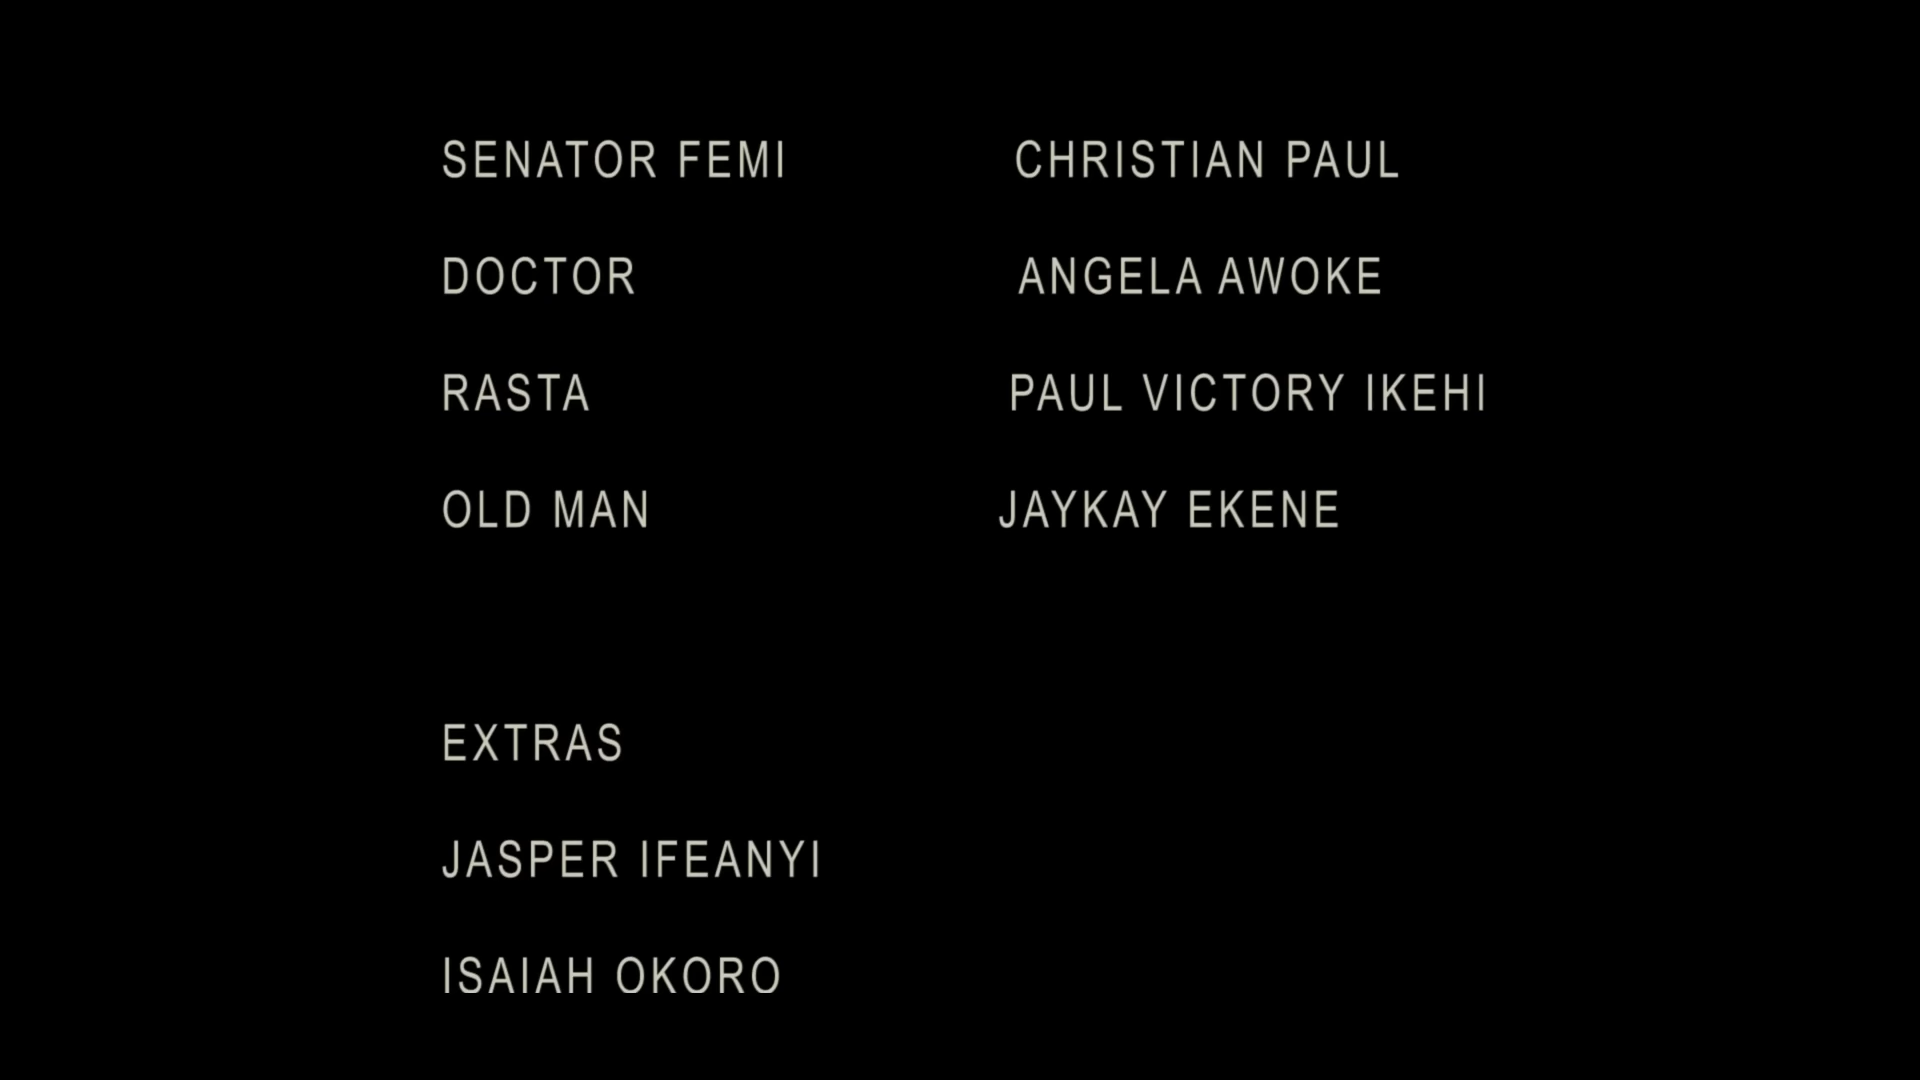 SENATOR FEMI CHRISTIAN PAUL
DOCTOR ANGELA AWOKE
RASTA PAUL VICTORY IKEHI
OLD MAN JAYKAY EKENE
EXTRAS
JASPER IFEANYI
ISAIAH OKORO